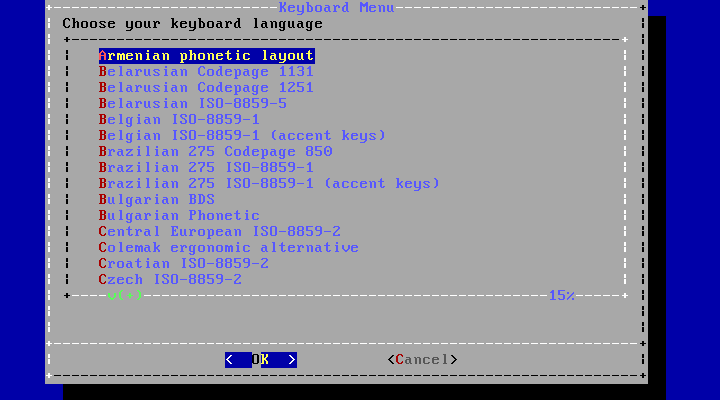 Keyboard Menu
Choose your keyboard language
Armenian phonetic layout
Belarusian Codepage 1131
Belarusian Codepage 1251
Belarusian ISO-8859-5
Belgian ISO-8859-1
Belgian ISO-8859-1 (accent keys)
Brazilian 275 Codepage 850
Brazilian 275 ISO-8859-1
Brazilian 275 ISO-8859-1 (accent keys)
Bulgarian BDS
Bulgarian Phonetic
Central European ISO-8859-2
Colemak ergonomic alternative
Croatian ISO-8859-2
Czech ISO-8859-2
v(+) 15%
< OK > <Cancel>